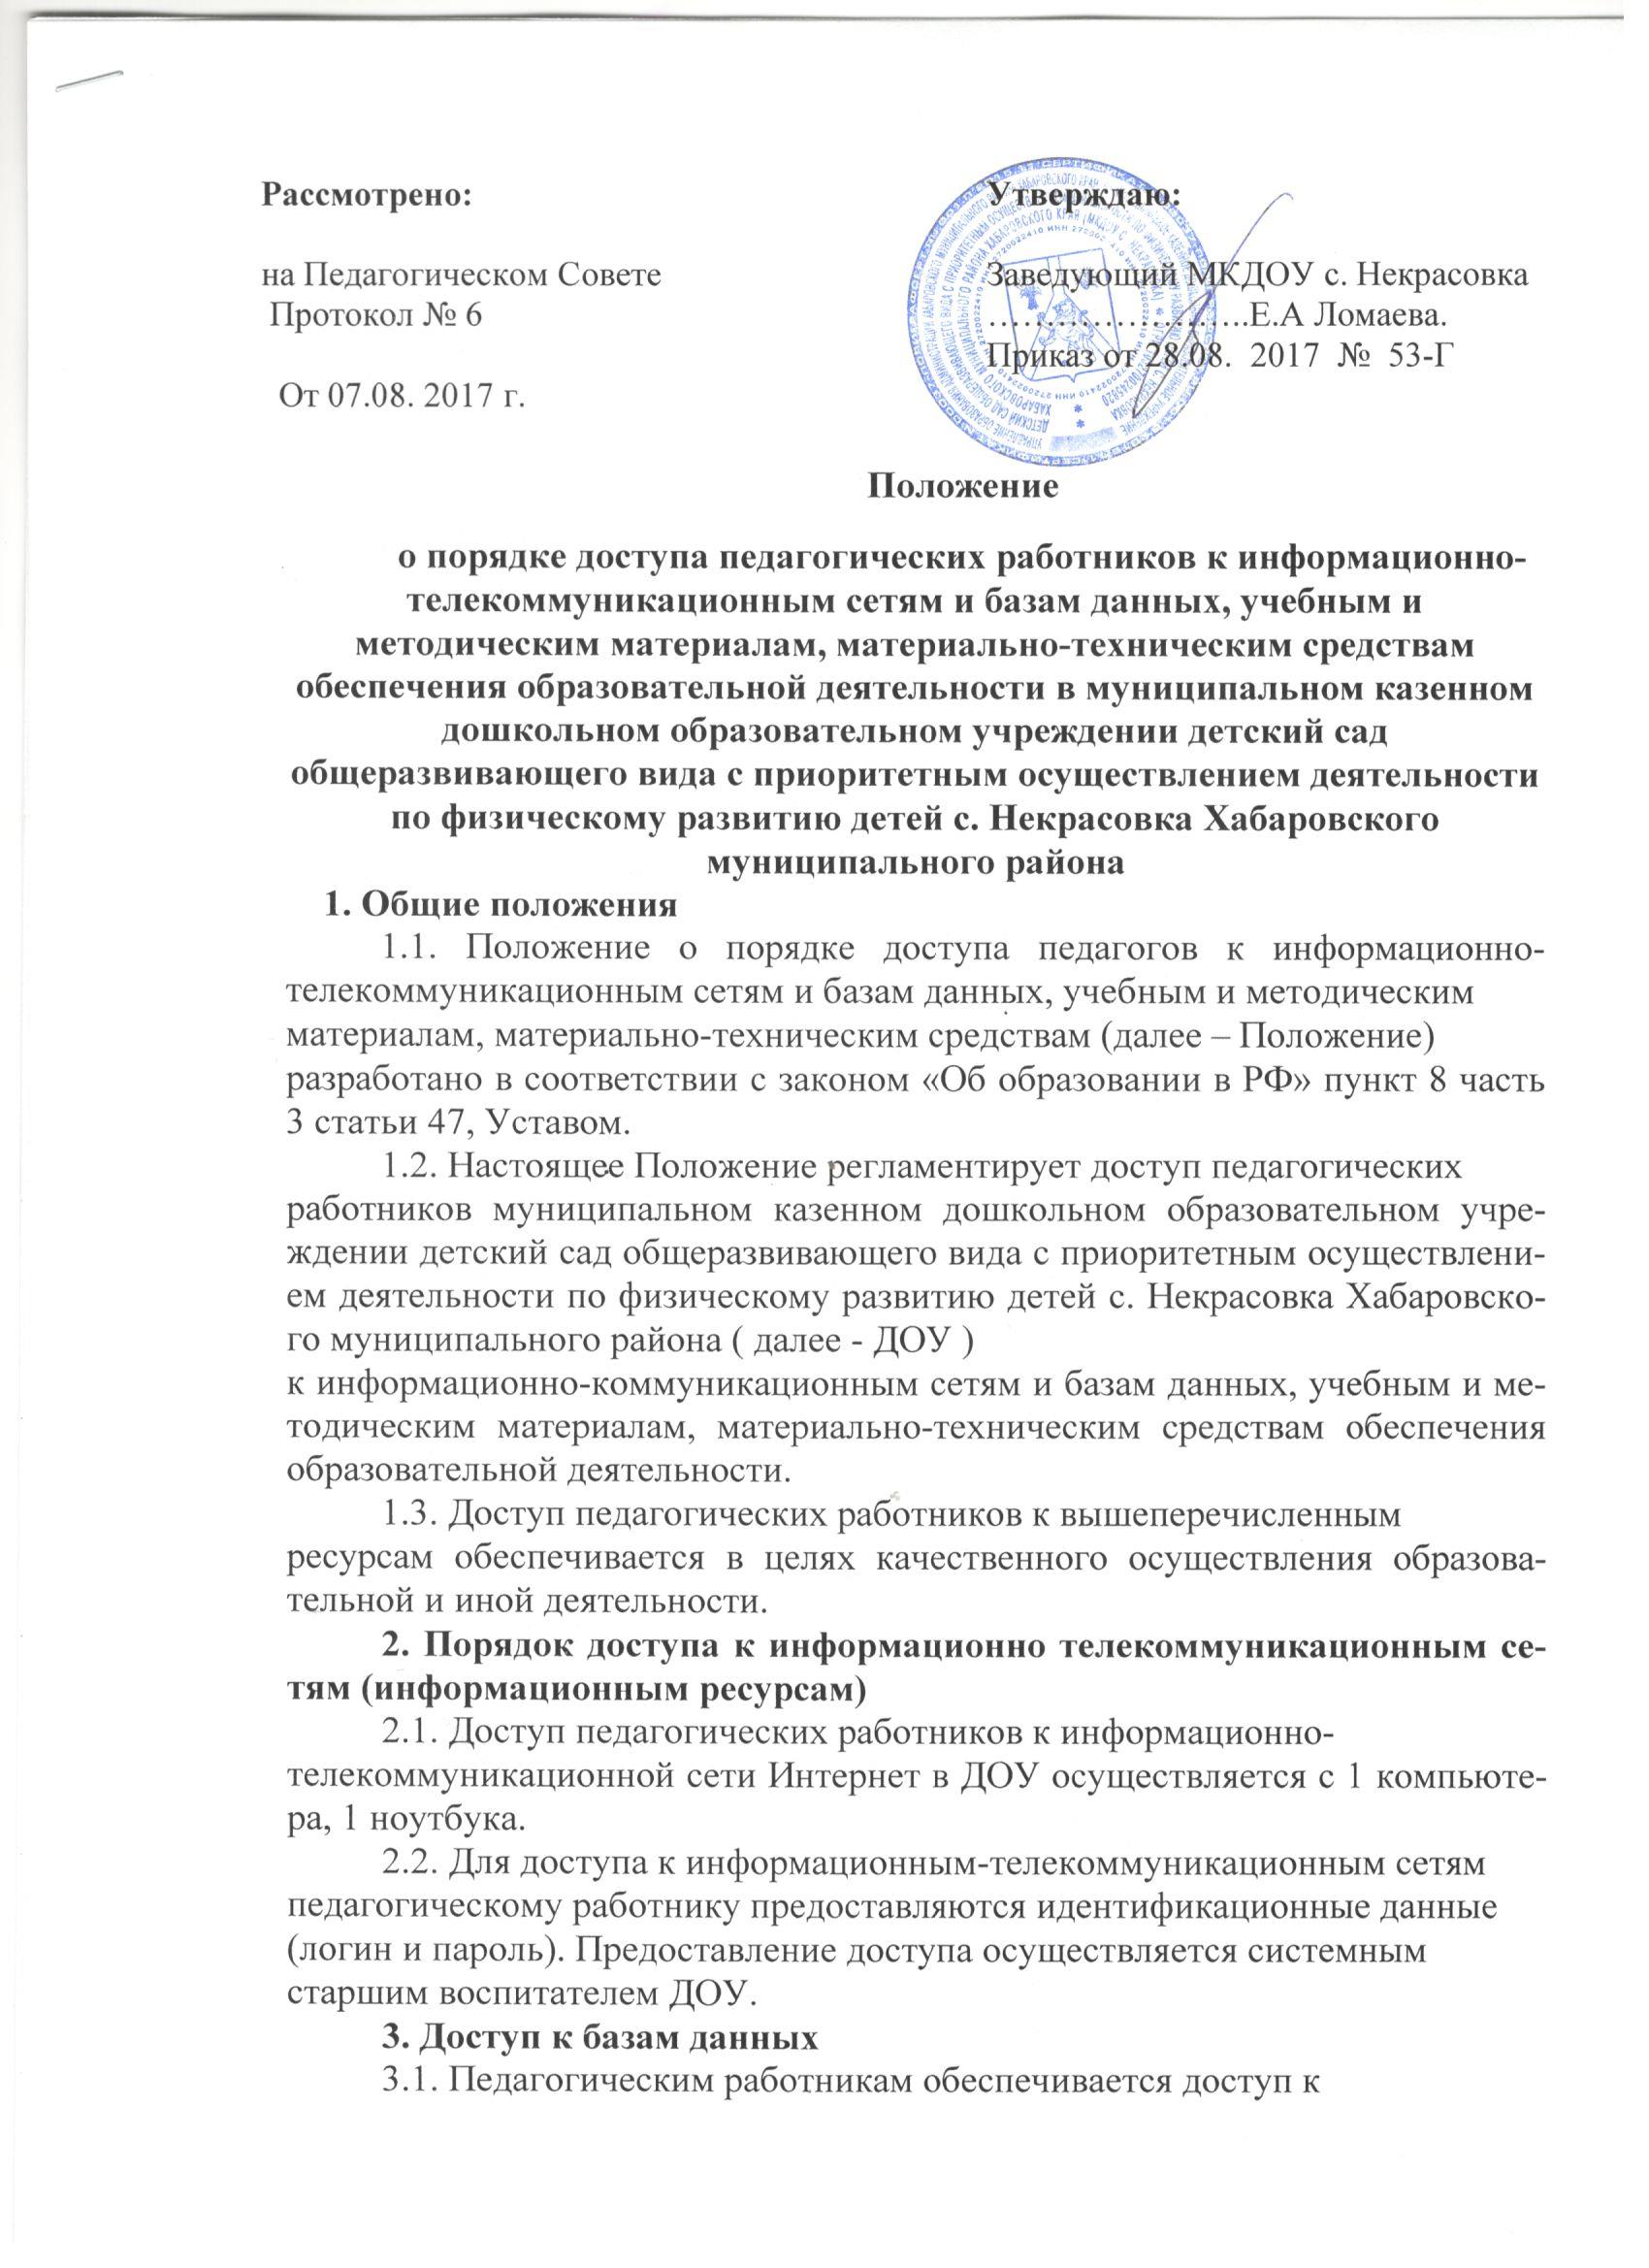 Рассмотрено:
Утверждаю:
на Педагогическом Совете
Заведующий МКДОУ с. Некрасовка
Протокол № 6
…………………..Е.А Ломаева.
Приказ от 28.08. 2017 № 53-Г
От 07.08. 2017 г.
Положение
о порядке доступа педагогических работников к информационно-
телекоммуникационным сетям и базам данных, учебным и
методическим материалам, материально-техническим средствам
обеспечения образовательной деятельности в муниципальном казенном
дошкольном образовательном учреждении детский сад
общеразвивающего вида с приоритетным осуществлением деятельности
по физическому развитию детей с. Некрасовка Хабаровского
муниципального района
1. Общие положения
1.1. Положение о порядке доступа педагогов к информационно-
телекоммуникационным сетям и базам данных, учебным и методическим
материалам, материально-техническим средствам (далее – Положение)
разработано в соответствии с законом «Об образовании в РФ» пункт 8 часть
3 статьи 47, Уставом.
1.2. Настоящее Положение регламентирует доступ педагогических
работников муниципальном казенном дошкольном образовательном учре-
ждении детский сад общеразвивающего вида с приоритетным осуществлени-
ем деятельности по физическому развитию детей с. Некрасовка Хабаровско-
го муниципального района ( далее - ДОУ )
к информационно-коммуникационным сетям и базам данных, учебным и ме-
тодическим материалам, материально-техническим средствам обеспечения
образовательной деятельности.
1.3. Доступ педагогических работников к вышеперечисленным
ресурсам обеспечивается в целях качественного осуществления образова-
тельной и иной деятельности.
2. Порядок доступа к информационно телекоммуникационным се-
тям (информационным ресурсам)
2.1. Доступ педагогических работников к информационно-
телекоммуникационной сети Интернет в ДОУ осуществляется с 1 компьюте-
ра, 1 ноутбука.
2.2. Для доступа к информационным-телекоммуникационным сетям
педагогическому работнику предоставляются идентификационные данные
(логин и пароль). Предоставление доступа осуществляется системным
старшим воспитателем ДОУ.
3. Доступ к базам данных
3.1. Педагогическим работникам обеспечивается доступ к